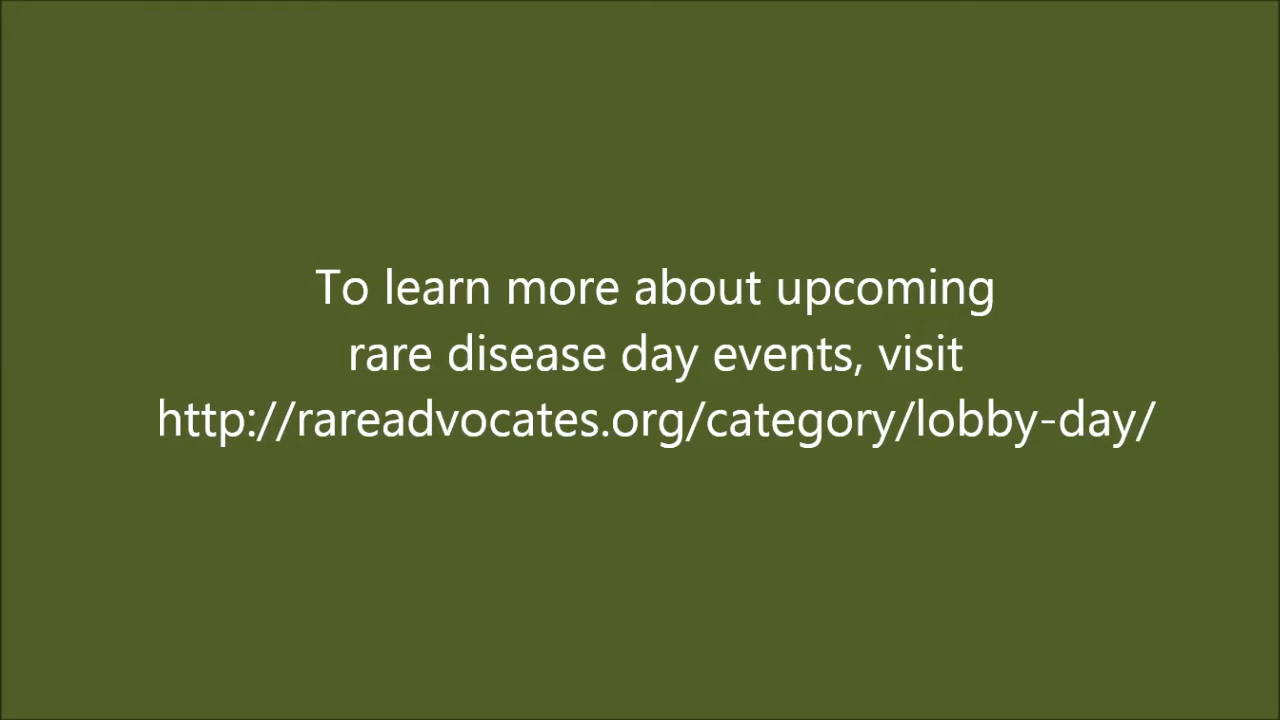 To learn more about upcoming
rare disease day events, visit
http://rareadvocates.org/category/lobby-day/